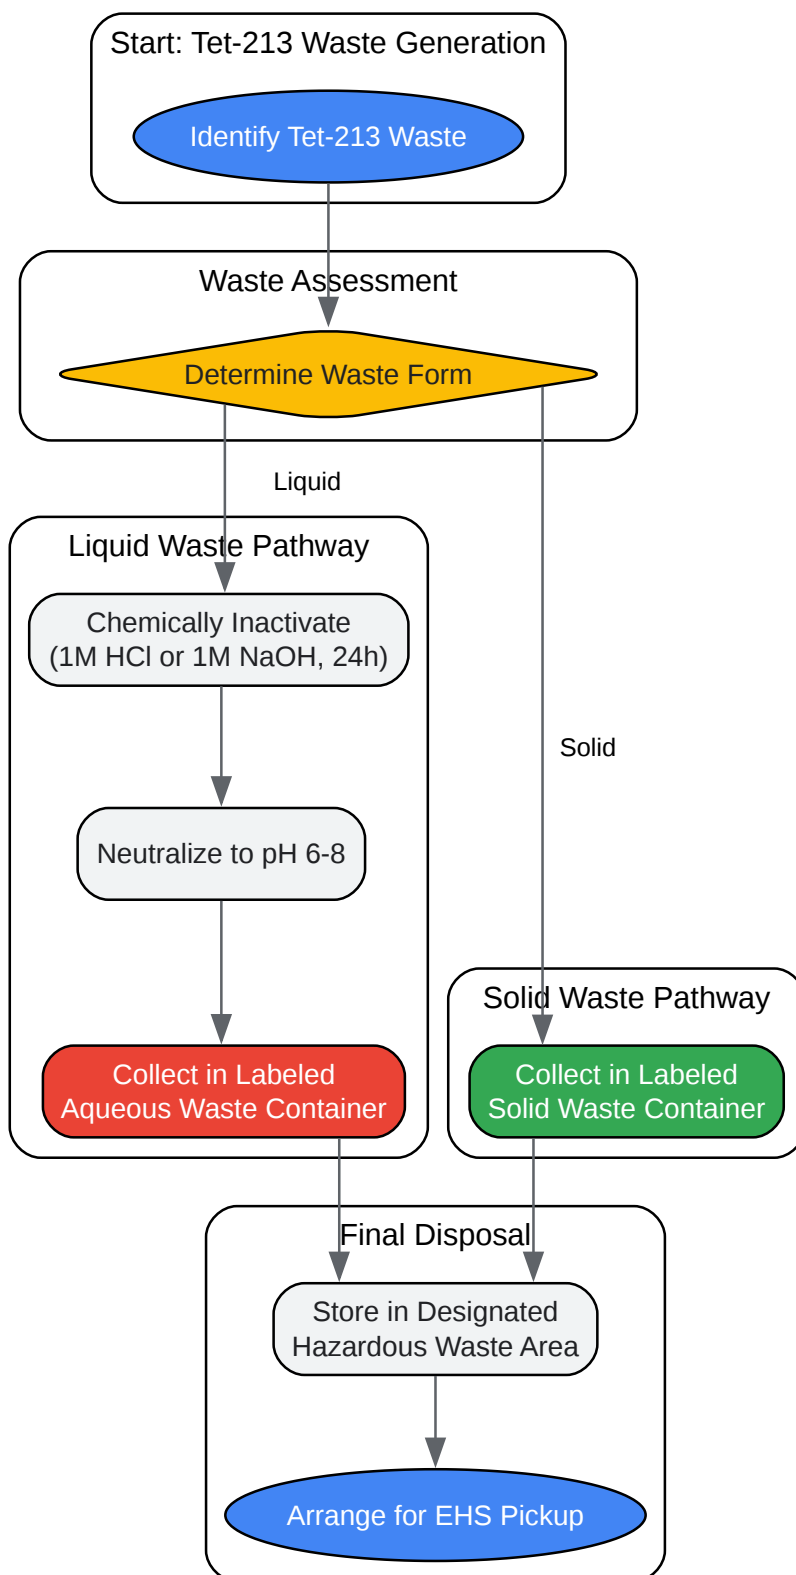 Start: Tet-213 Waste Generation
Identify Tet-213 Waste
Waste Assessment
Determine Waste Form
Liquid
Liquid Waste Pathway
Chemically Inactivate
(1M HCl or 1M NaOH, 24h)
Solid
Neutralize to pH 6-8
Solid Waste Pathway
Collect in Labeled
Aqueous Waste Container
Collect in Labeled
Solid Waste Container
Final Disposal
Store in Designated
Hazardous Waste Area
Arrange for EHS Pickup